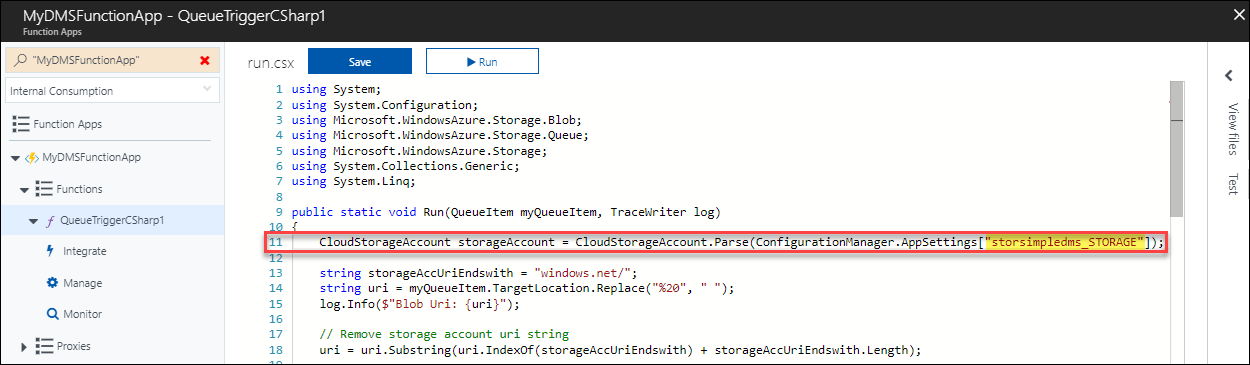 MyDMSFunctionApp - QueueTriggerCSharp1
Function Apps
"MyDMSFunctionApp"
Internal Consumption
Function Apps
MyDMSFunctionApp
Functions
QueueTriggerCSharp1
Integrate
Manage
Monitor
Proxies
run.csx Save Run
1 using System;
2 using System.Configuration;
3 using Microsoft.WindowsAzure.Storage.Blob;
4 using Microsoft.WindowsAzure.Storage.Queue;
5 using Microsoft.WindowsAzure.Storage;
6 using System.Collections.Generic;
7 using System.Linq;
8
9 public static void Run(QueueItem myQueueItem, TraceWriter log)
10 {
11 CloudStorageAccount storageAccount = CloudStorageAccount.Parse(ConfigurationManager.AppSettings["storsimpledms_STORAGE"]);
12
13 string storageAccUriEndswith = "windows.net/";
14 string uri = myQueueItem.TargetLocation.Replace("%20", " ");
15 log.Info($"Blob Uri: {uri}");
16
17 // Remove storage account uri string
18 uri = uri.Substring(uri.IndexOf(storageAccUriEndswith) + storageAccUriEndswith.Length);
View files
Test